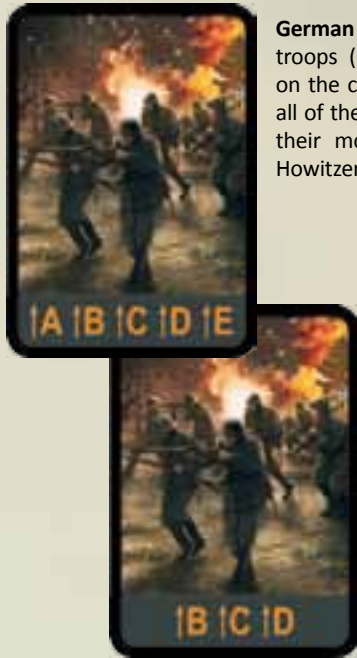 German
troops (
on the c
all of the
their mo
Howitzer
↑A ↑B ↑C ↑D ↑E
↑B ↑C ↑D